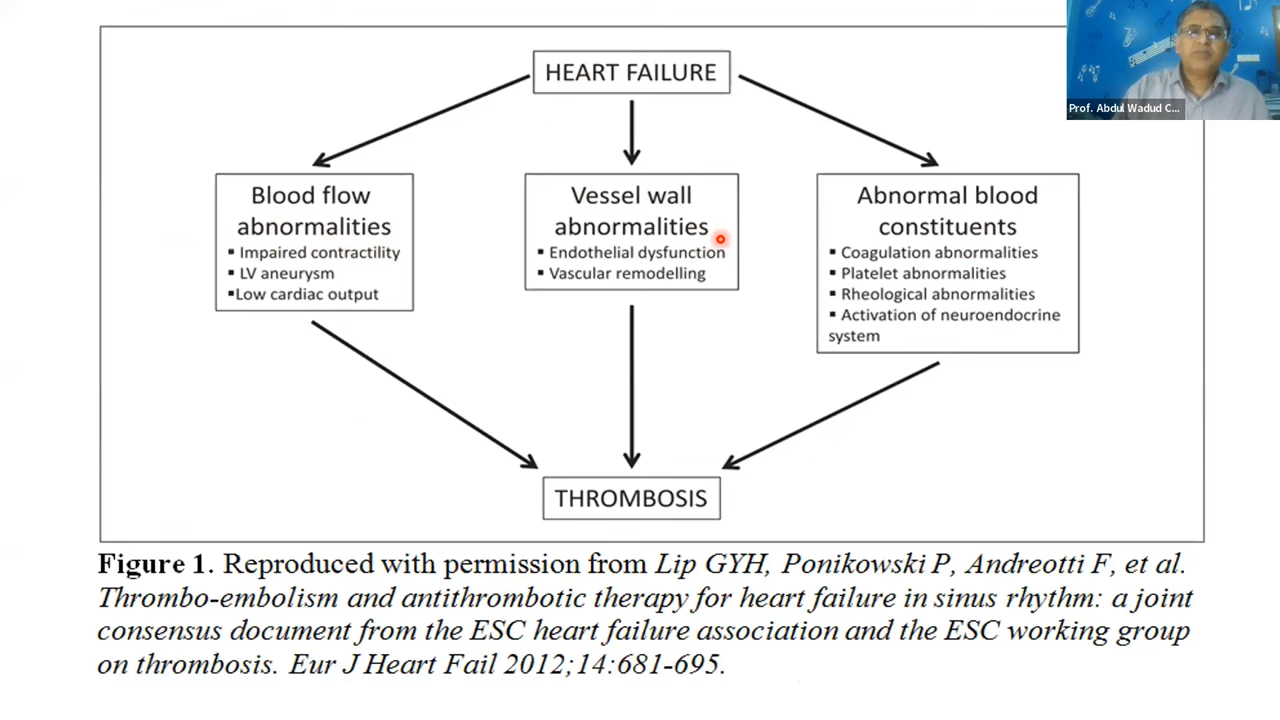 HEART FAILURE
Prof. Abdul Wadud C...
Blood flow
abnormalities
▪ Impaired contractility
▪ LV aneurysm
▪Low cardiac output
Vessel wall
abnormalities
▪ Endothelial dysfunction
▪ Vascular remodelling
Abnormal blood
constituents
▪ Coagulation abnormalities
▪ Platelet abnormalities
▪ Rheological abnormalities
▪ Activation of neuroendocrine
system
THROMBOSIS
Figure 1. Reproduced with permission from Lip GYH, Ponikowski P, Andreotti F, et al.
Thrombo-embolism and antithrombotic therapy for heart failure in sinus rhythm: a joint
consensus document from the ESC heart failure association and the ESC working group
on thrombosis. Eur J Heart Fail 2012;14:681-695.